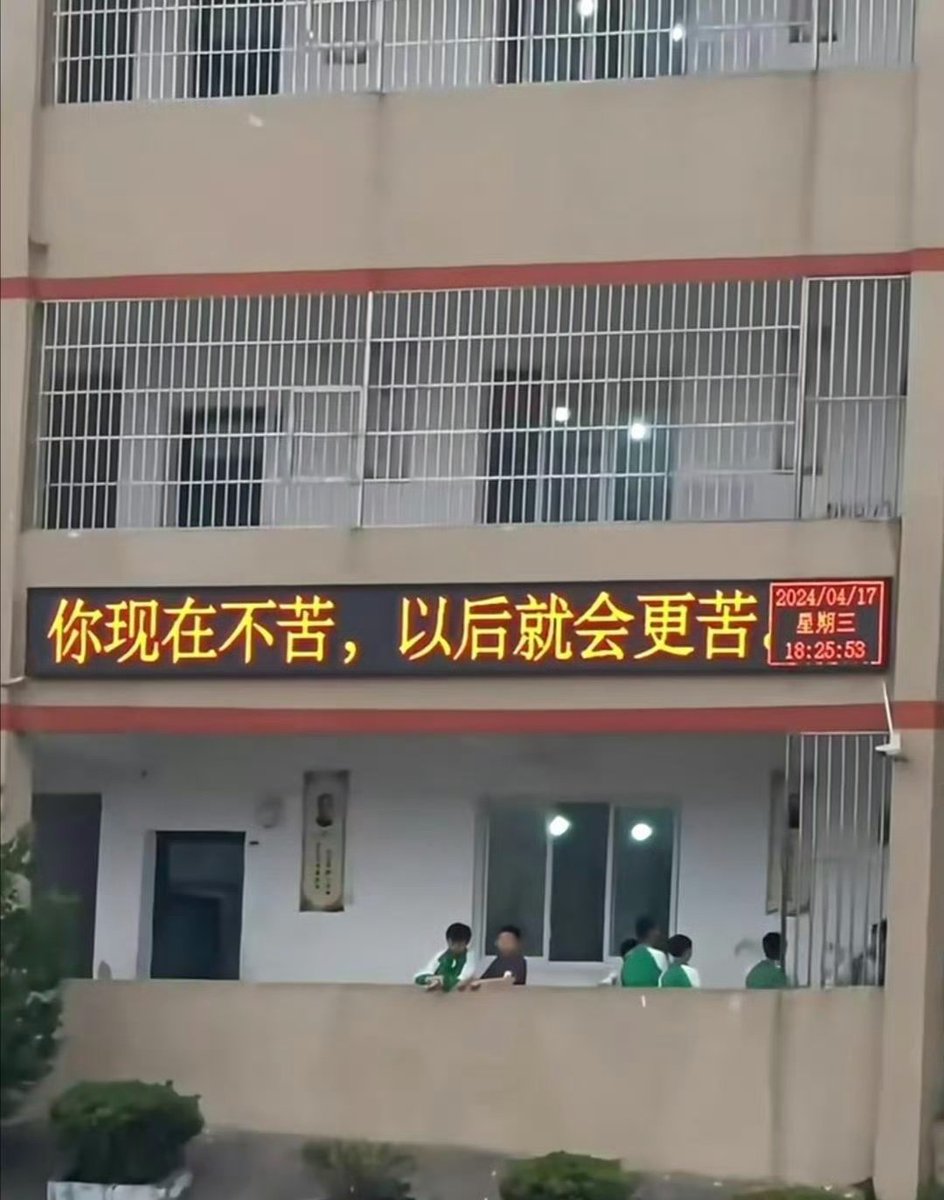 你现在不苦，以后就会更苦。
2024/04/17
星期三
18:25:53